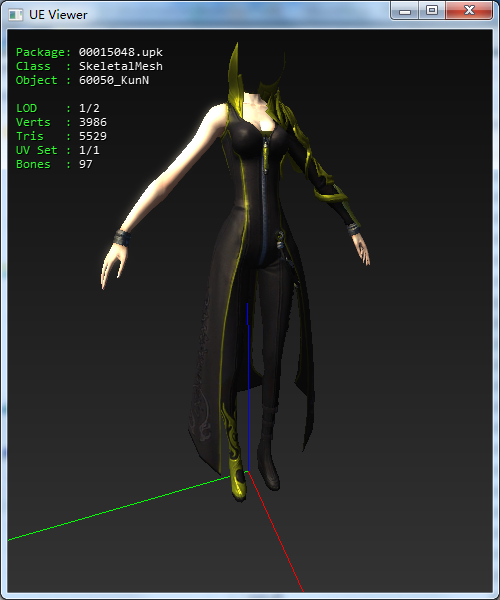 UE Viewer
Package: 00015048.upk
Class : SkeletalMesh
Object : 60050_KunN
LOD : 1/2
Verts : 3986
Tris : 5529
UV Set : 1/1
Bones : 97